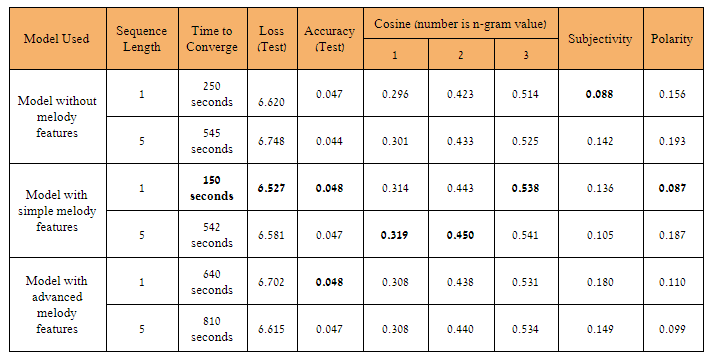 Model Used Sequence Length Time to Converge Loss (Test) Accuracy (Test) Cosine (number is n-gram value) Subjectivity Polarity
1 2 3
Model without melody features 1 250 seconds 6.620 0.047 0.296 0.423 0.514 0.088 0.156
5 545 seconds 6.748 0.044 0.301 0.433 0.525 0.142 0.193
Model with simple melody features 1 150 seconds 6.527 0.048 0.314 0.443 0.538 0.136 0.087
5 542 seconds 6.581 0.047 0.319 0.450 0.541 0.105 0.187
Model with advanced melody features 1 640 seconds 6.702 0.048 0.308 0.438 0.531 0.180 0.110
5 810 seconds 6.615 0.047 0.308 0.440 0.534 0.149 0.099